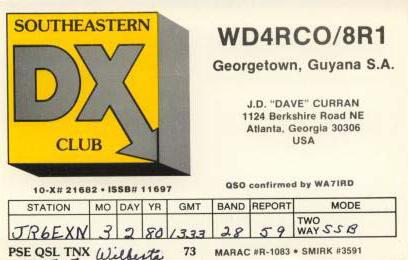 SOUTHEASTERN
DX
CLUB
WD4RCO/8R1
Georgetown, Guyana S.A.
J.D. "DAVE" CURRAN
1124 Berkshire Road NE
Atlanta, Georgia 30306
USA
10-X# 21682 • ISSB# 11697
QSO confirmed by WA7IRD
STATION MO DAY YR GMT BAND REPORT MODE
JR6EXN 3 2 80 1333 28 59 TWO WAY SSB
PSE QSL TNX 73 MARAC #R-1083 • SMIRK #3591